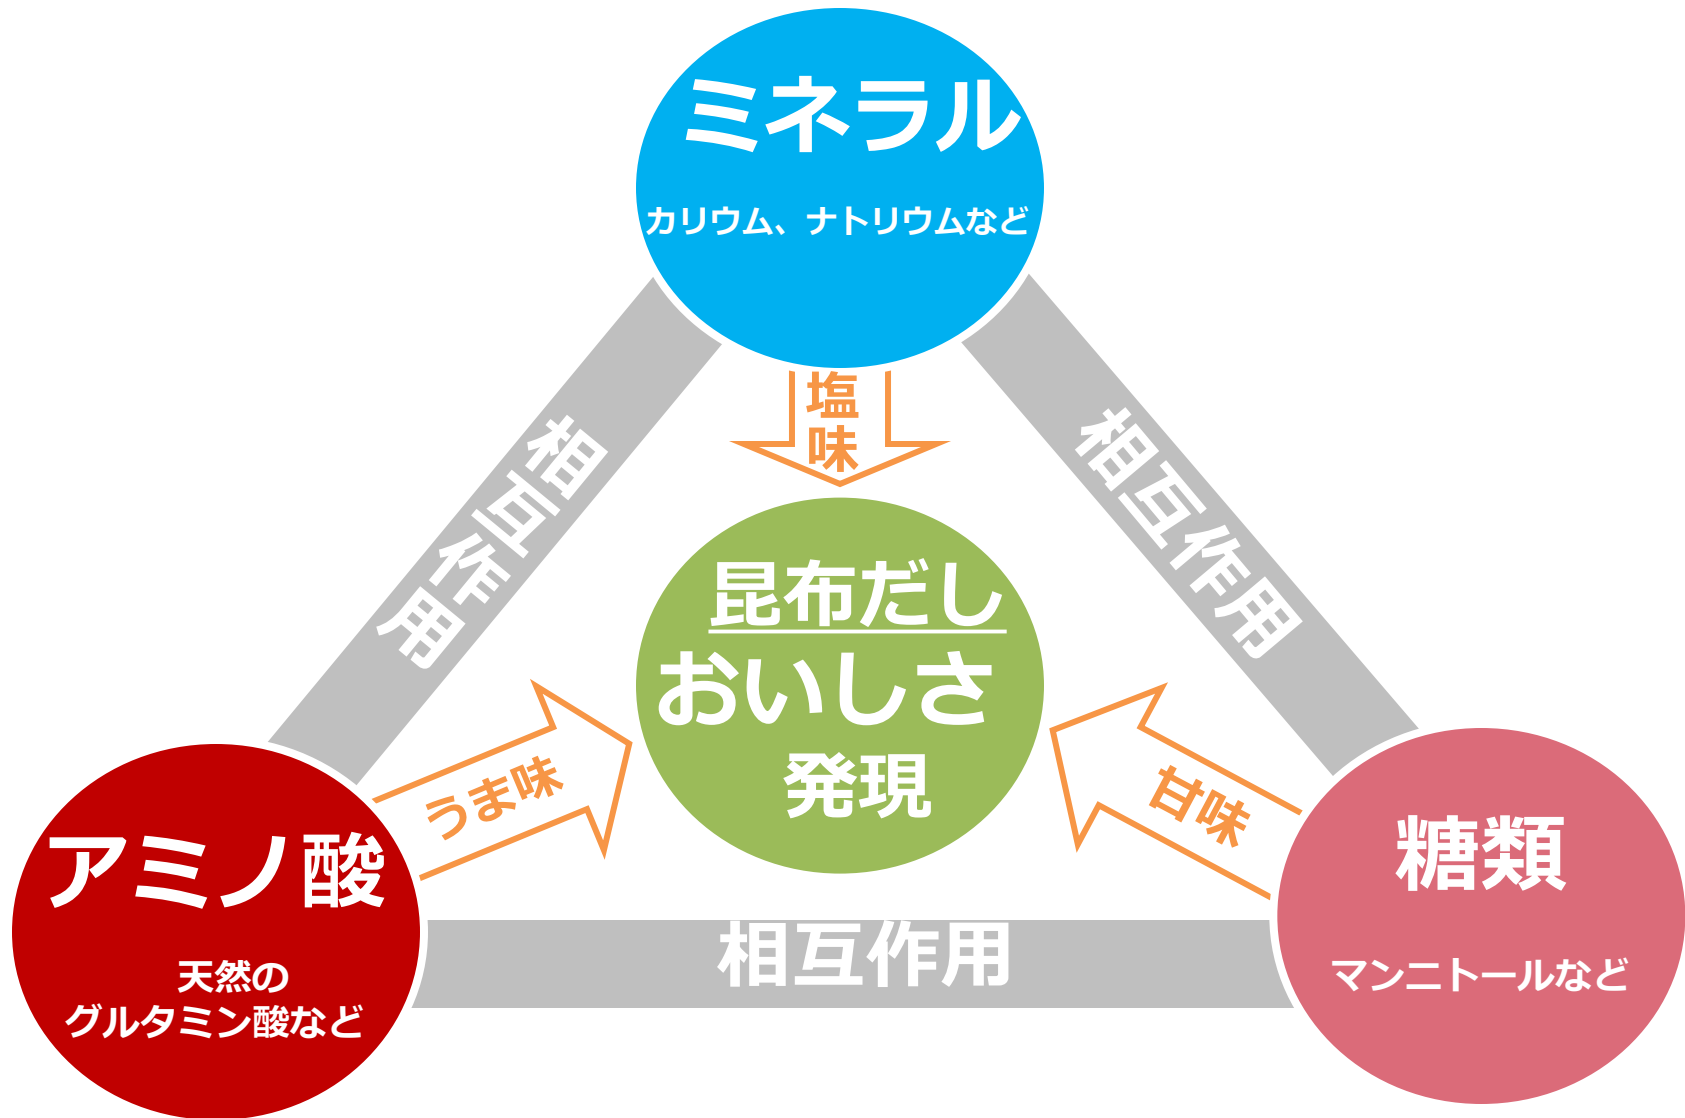 ミネラル
カリウム、ナトリウムなど
塩味
相互作用
相互作用
昆布だし
おいしさ
発現
うま味
甘味
アミノ酸
天然の
グルタミン酸など
糖類
マンニトールなど
相互作用